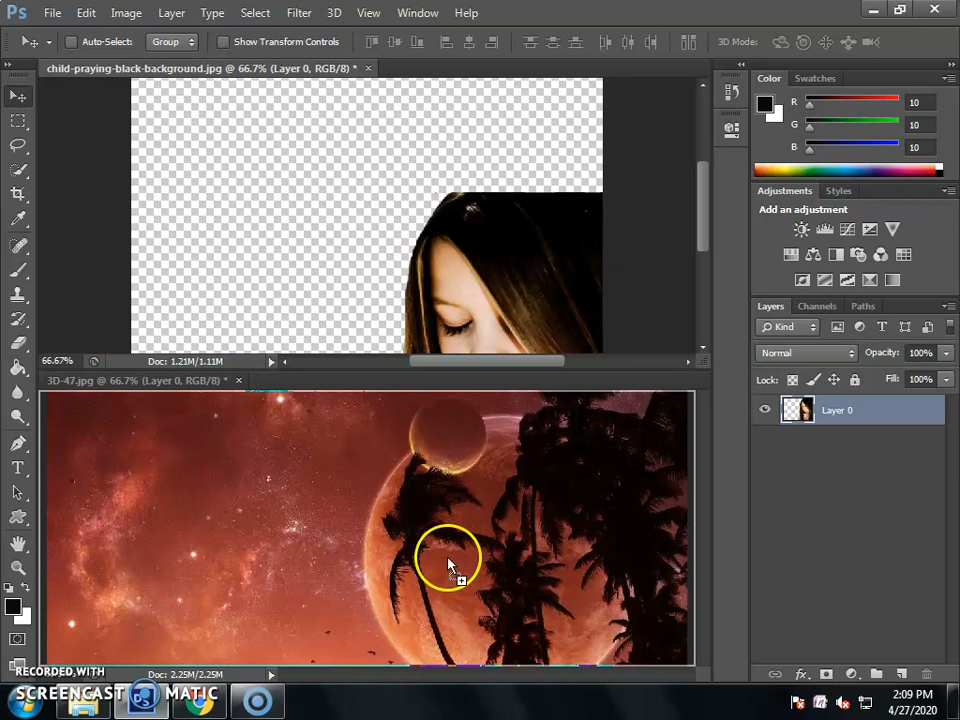 Ps File Edit Image Layer Type Select Filter 3D View Window Help
Auto-Select: Group Show Transform Controls 3D Mode:
child-praying-black-background.jpg @ 66.7% (Layer 0, RGB/8) * ×
Color Swatches
R 10
G 10
B 10
Adjustments Styles
Add an adjustment
Layers Channels Paths
Kind
Normal Opacity: 100%
Lock: Fill: 100%
Layer 0
66.67% Doc: 1.21M/1.11M
3D-47.jpg @ 66.7% (Layer 0, RGB/8) * ×
Doc: 2.25M/2.25M
RECORDED WITH
SCREENCAST MATIC
2:09 PM
4/27/2020